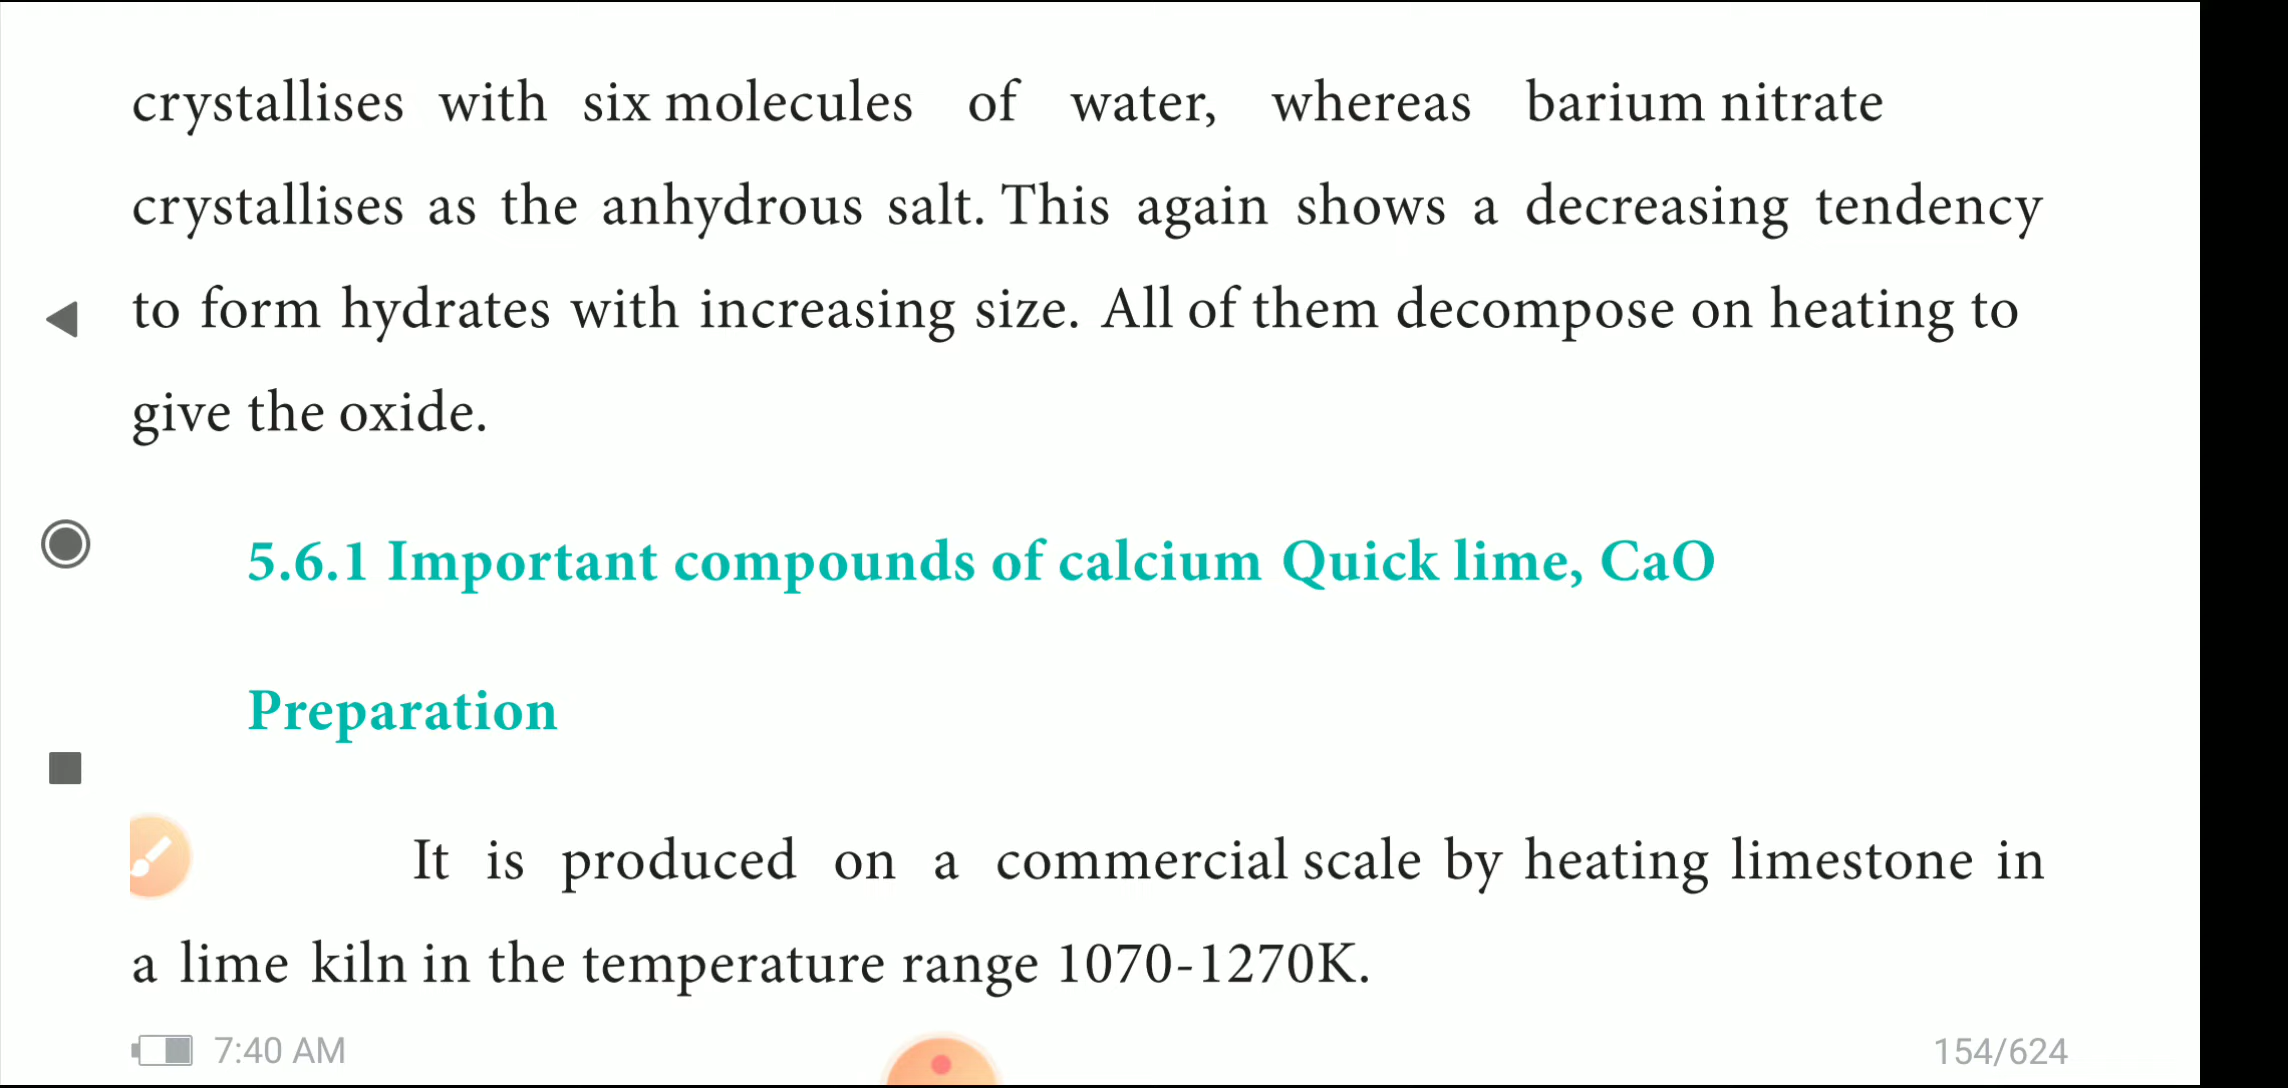 crystallises with six molecules of water, whereas barium nitrate
crystallises as the anhydrous salt. This again shows a decreasing tendency
to form hydrates with increasing size. All of them decompose on heating to
give the oxide.
5.6.1 Important compounds of calcium Quick lime, CaO
Preparation
It is produced on a commercial scale by heating limestone in
a lime kiln in the temperature range 1070-1270K.
7:40 AM
154/624